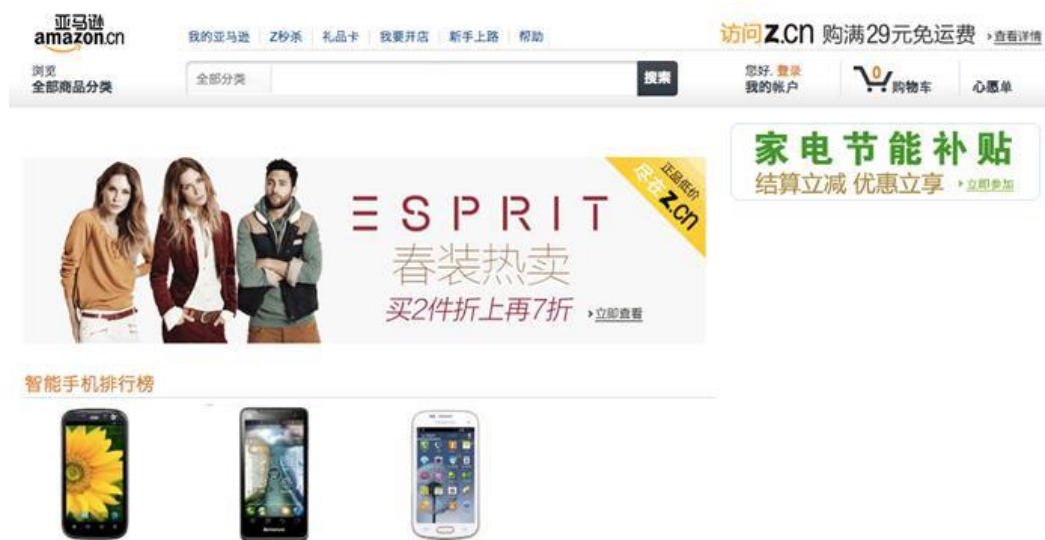 亚马逊
amazon.cn
我的亚马逊 Z秒杀 礼品卡 我要开店 新手上路 帮助
访问Z.cn 购满29元免运费 ›查看详情
浏览
全部商品分类
全部分类
搜索
您好, 登录
我的帐户
0 购物车
心愿单
家电节能补贴
结算立减 优惠立享 ›立即参加
正品低价
尽在Z.cn
ESPRIT
春装热卖
买2件折上再7折 ›立即查看
智能手机排行榜